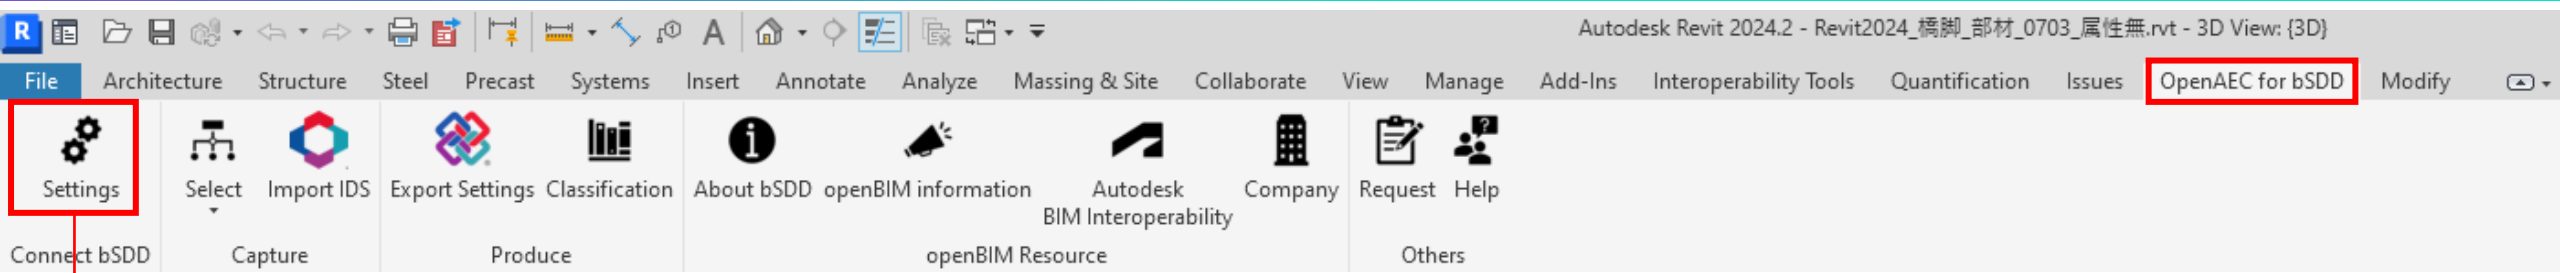 Autodesk Revit 2024.2 - Revit2024_橋脚_部材_0703_属性無.rvt - 3D View: {3D}
File Architecture Structure Steel Precast Systems Insert Annotate Analyze Massing & Site Collaborate View Manage Add-Ins Interoperability Tools Quantification Issues OpenAEC for bSDD Modify
Settings Select Import IDS Export Settings Classification About bSDD openBIM information Autodesk BIM Interoperability Company Request Help
Connect bSDD Capture Produce openBIM Resource Others